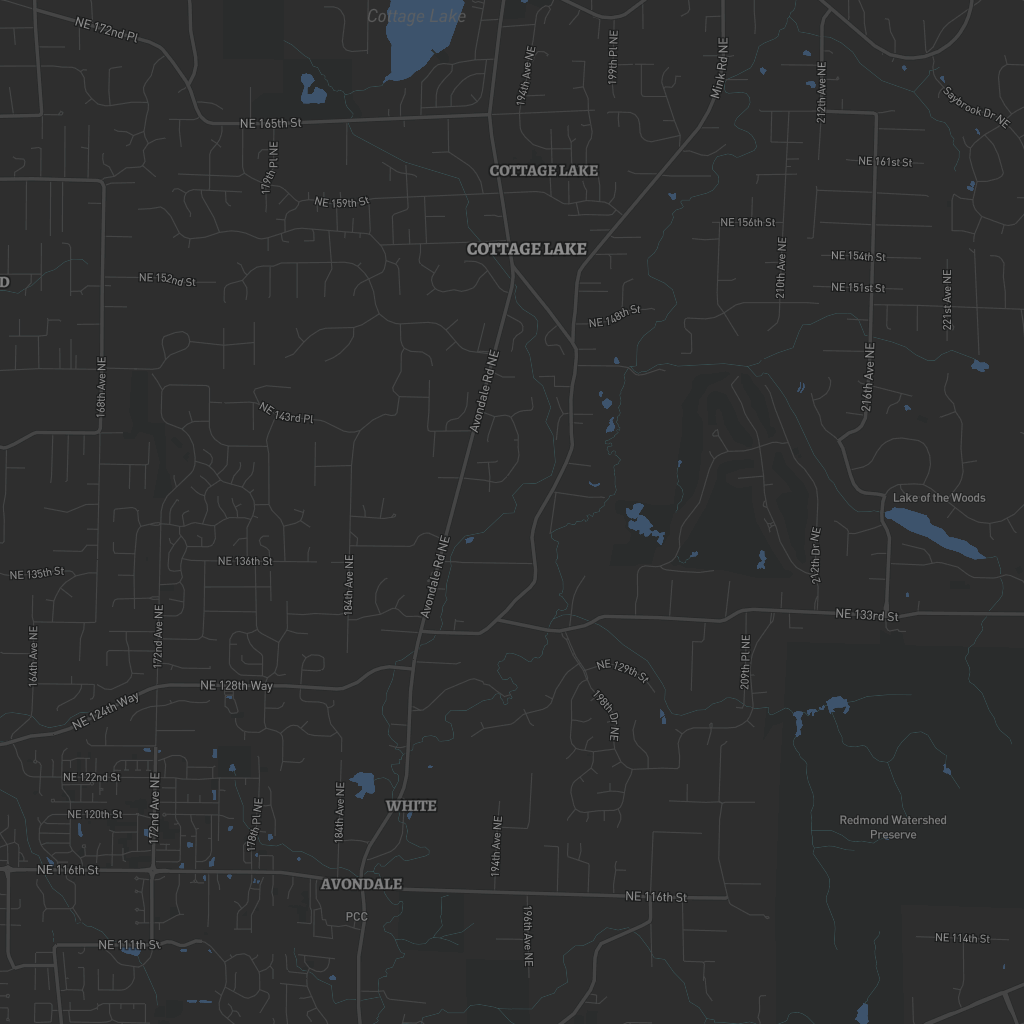 Cottage Lake
NE 172nd Pl
194th Ave NE
199th Pl NE
Mink Rd NE
212th Ave NE
Saybrook Dr NE
NE 165th St
179th Pl NE
COTTAGE LAKE
NE 161st St
NE 159th St
NE 156th St
COTTAGE LAKE
210th Ave NE
NE 154th St
D
NE 152nd St
NE 151st St
221st Ave NE
NE 148th St
168th Ave NE
Avondale Rd NE
216th Ave NE
NE 143rd Pl
Lake of the Woods
NE 136th St
NE 135th St
184th Ave NE
Avondale Rd NE
212th Dr NE
NE 133rd St
164th Ave NE
172nd Ave NE
209th Pl NE
NE 129th St
NE 128th Way
198th Dr NE
NE 124th Way
NE 122nd St
172nd Ave NE
178th Pl NE
184th Ave NE
WHITE
NE 120th St
194th Ave NE
Redmond Watershed
Preserve
NE 116th St
AVONDALE
NE 116th St
PCC
196th Ave NE
NE 111th St
NE 114th St